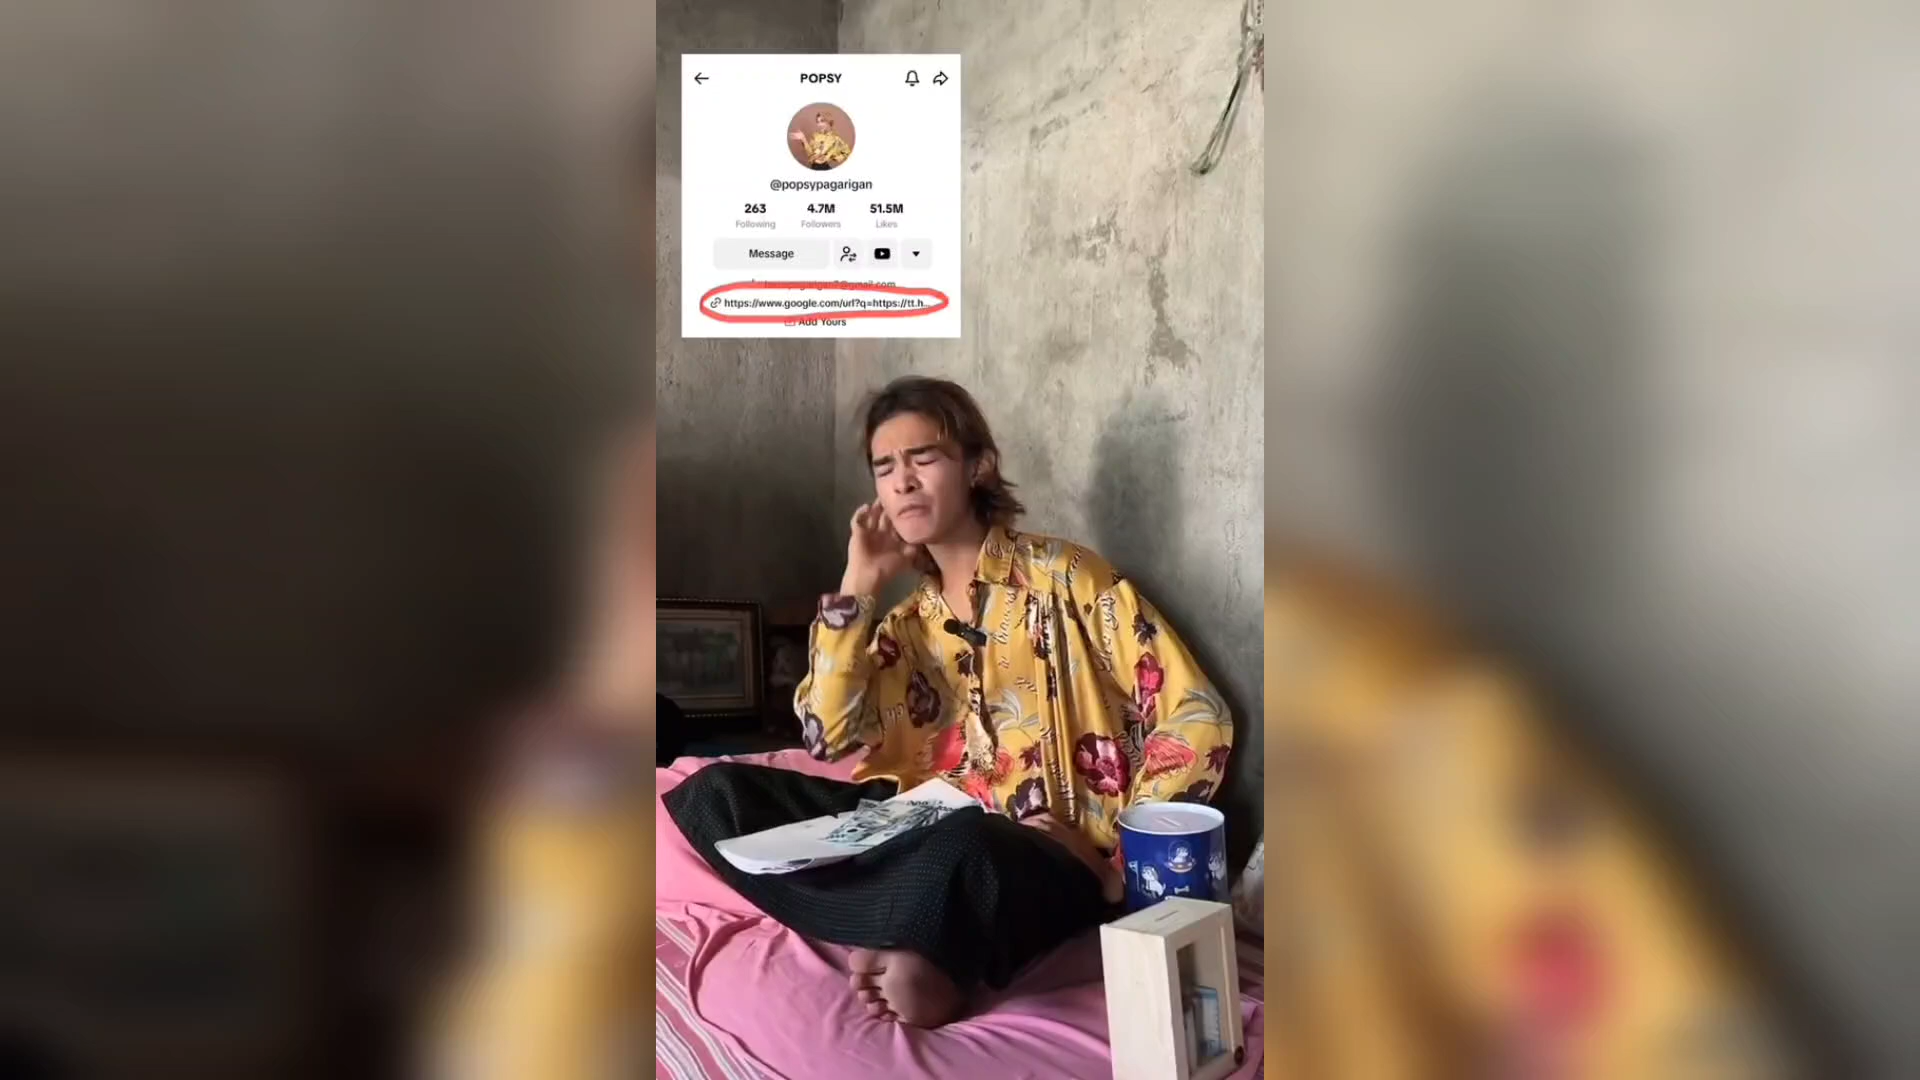 POPSY
@popsypagarigan
263 4.7M 51.5M
Following Followers Likes
Message
https://www.google.com/url?q=https://tt.h...
Add Yours